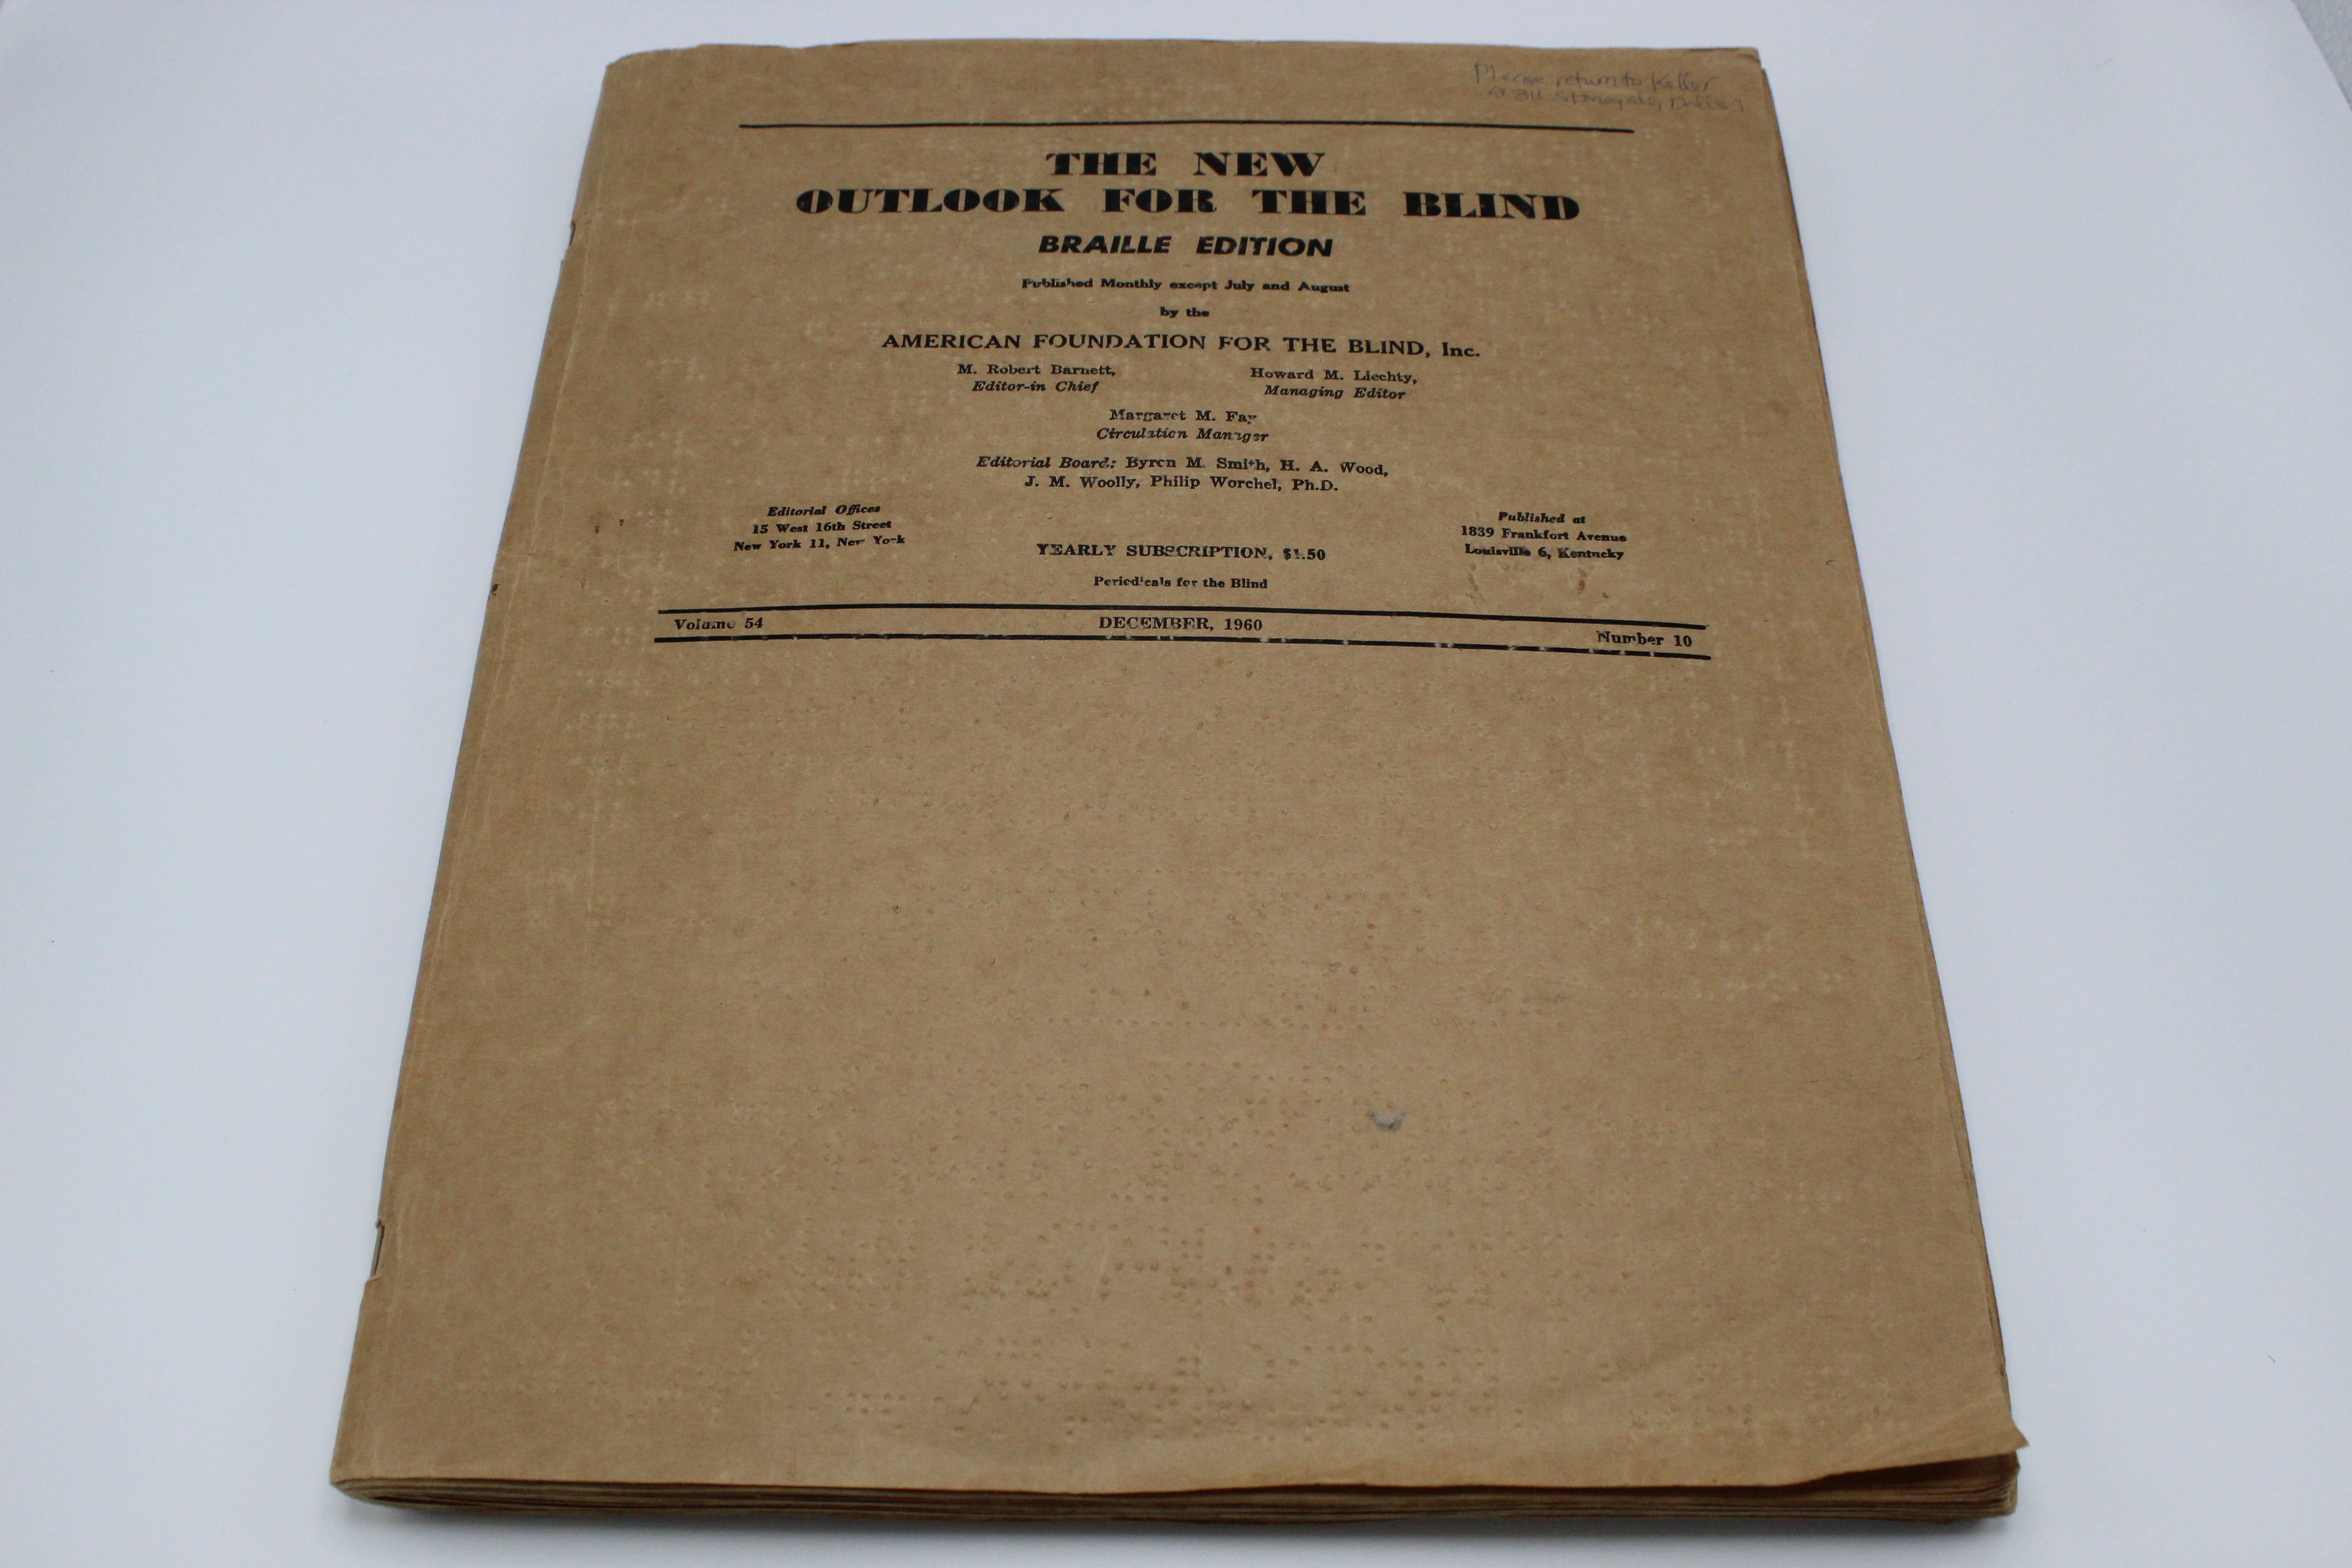 Please return to Keller
THE NEW
OUTLOOK FOR THE BLIND
BRAILLE EDITION
Published Monthly except July and August
by the
AMERICAN FOUNDATION FOR THE BLIND, Inc.
M. Robert Barnett,
Editor-in Chief
Howard M. Liechty,
Managing Editor
Margaret M. Fay
Circulation Manager
Editorial Board: Byron M. Smith, H. A. Wood,
J. M. Woolly, Philip Worchel, Ph.D.
Editorial Offices
15 West 16th Street
New York 11, New York
YEARLY SUBSCRIPTION, $1.50
Periodicals for the Blind
Published at
1839 Frankfort Avenue
Louisville 6, Kentucky
Volume 54 DECEMBER, 1960 Number 10